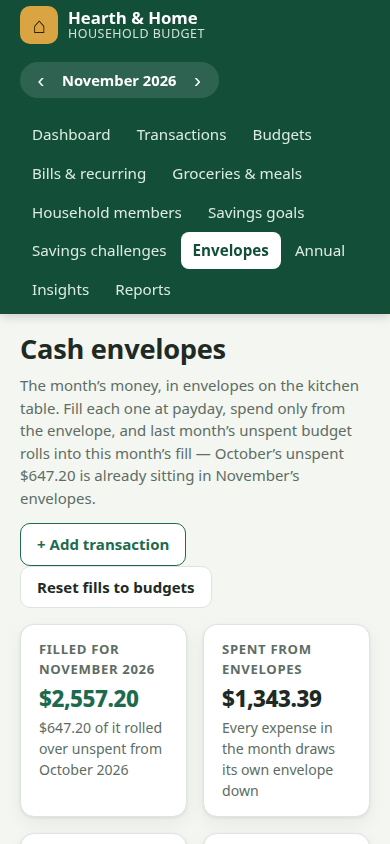 Hearth & Home
HOUSEHOLD BUDGET
‹ November 2026 ›
Dashboard Transactions Budgets
Bills & recurring Groceries & meals
Household members Savings goals
Savings challenges Envelopes Annual
Insights Reports
Cash envelopes
The month’s money, in envelopes on the kitchen
table. Fill each one at payday, spend only from
the envelope, and last month’s unspent budget
rolls into this month’s fill — October’s unspent
$647.20 is already sitting in November’s
envelopes.
+ Add transaction
Reset fills to budgets
FILLED FOR
NOVEMBER 2026
$2,557.20
$647.20 of it rolled
over unspent from
October 2026
SPENT FROM
ENVELOPES
$1,343.39
Every expense in
the month draws
its own envelope
down